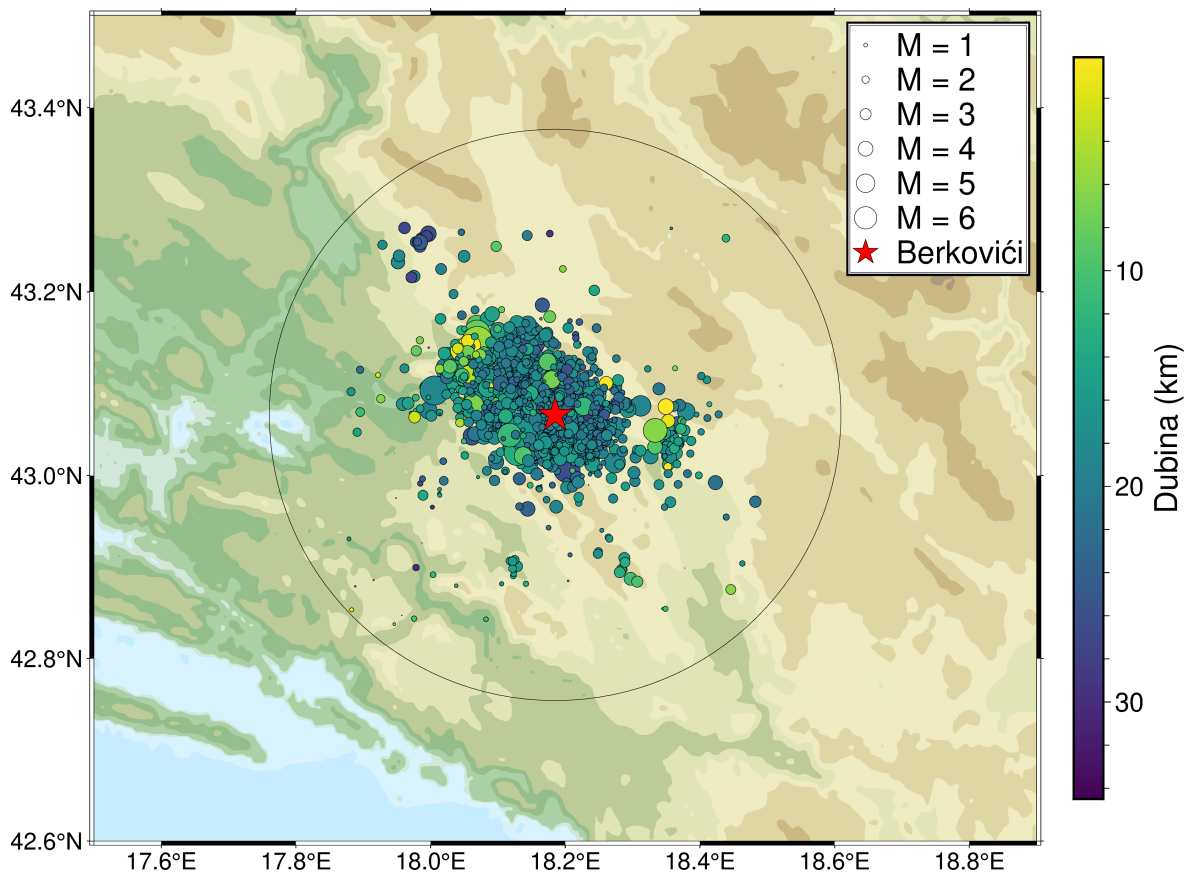 M = 1
M = 2
M = 3
M = 4
M = 5
M = 6
Berkovići
43.4°N
43.2°N
43.0°N
42.8°N
42.6°N
17.6°E
17.8°E
18.0°E
18.2°E
18.4°E
18.6°E
18.8°E
10
20
30
Dubina (km)